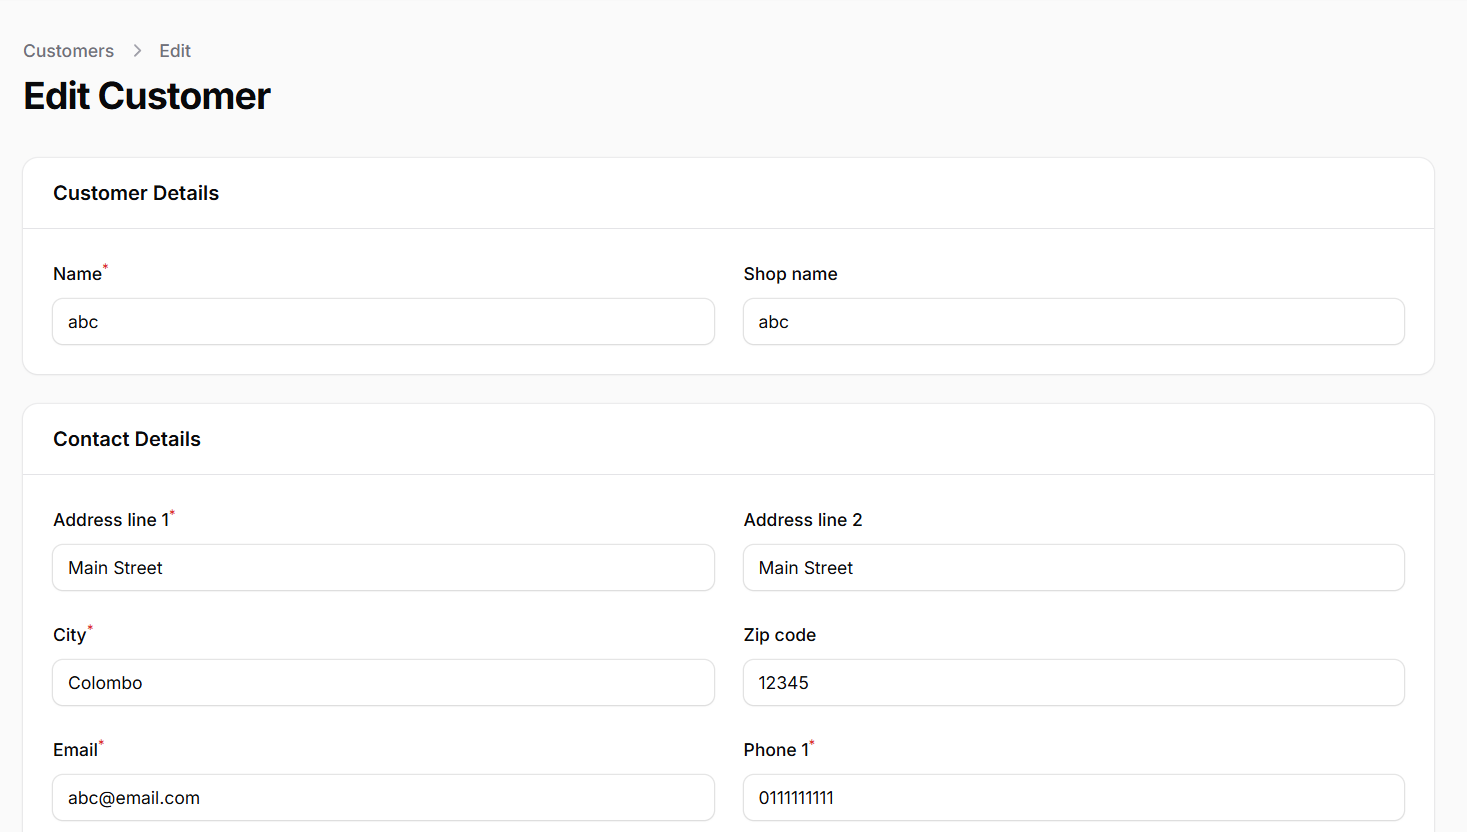 Customers > Edit
Edit Customer
Customer Details
Name* Shop name
abc abc
Contact Details
Address line 1* Address line 2
Main Street Main Street
City* Zip code
Colombo 12345
Email* Phone 1*
abc@email.com 0111111111